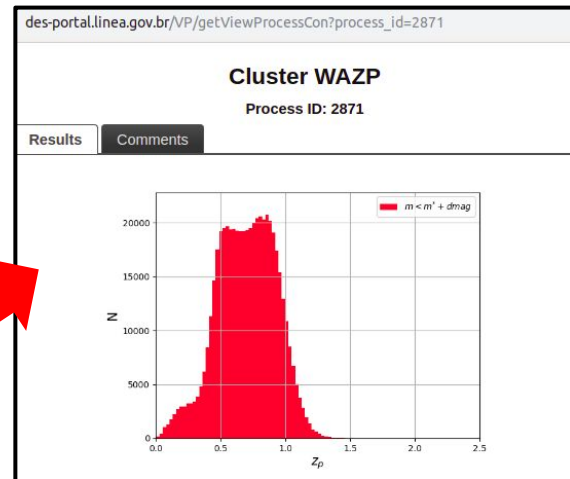 des-portal.linea.gov.br/VP/getViewProcessCon?process_id=2871
Cluster WAZP
Process ID: 2871
Results
Comments
m < m* + dmag
20000
15000
10000
5000
0
N
0.0
0.5
1.0
1.5
2.0
2.5
zp